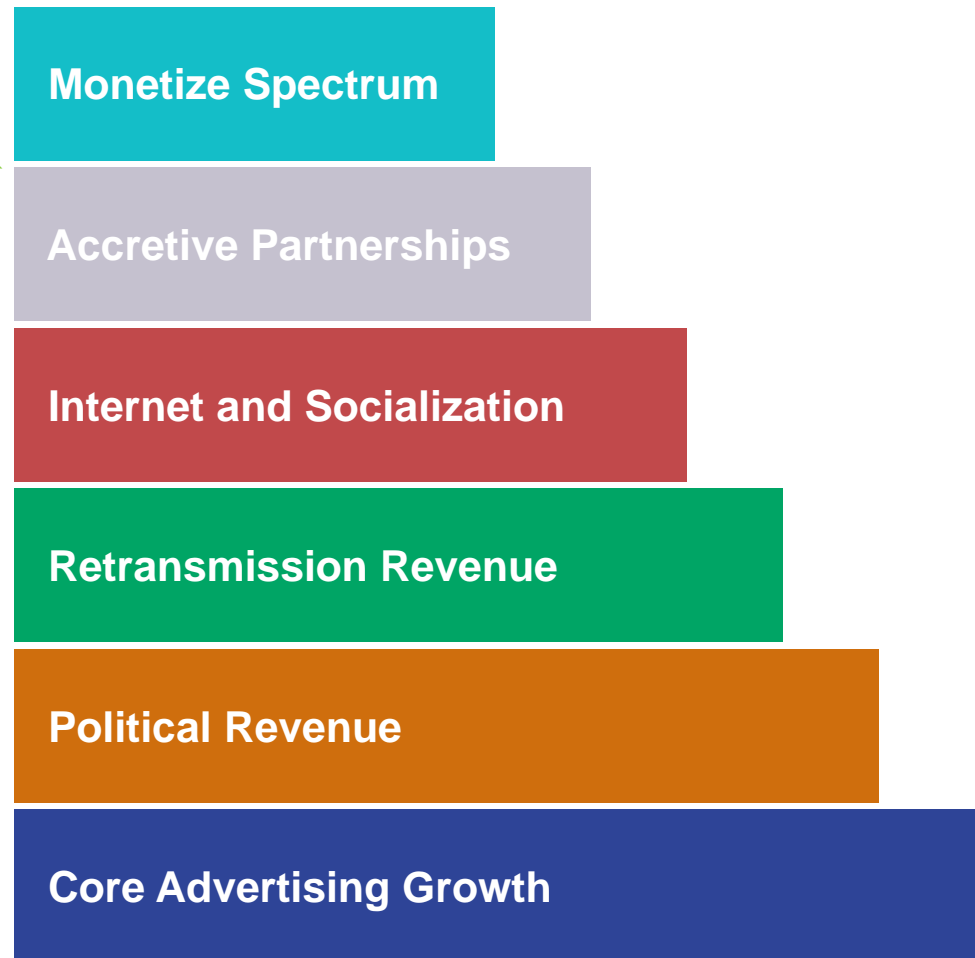 Monetize Spectrum
Accretive Partnerships
Internet and Socialization
Retransmission Revenue
Political Revenue
Core Advertising Growth